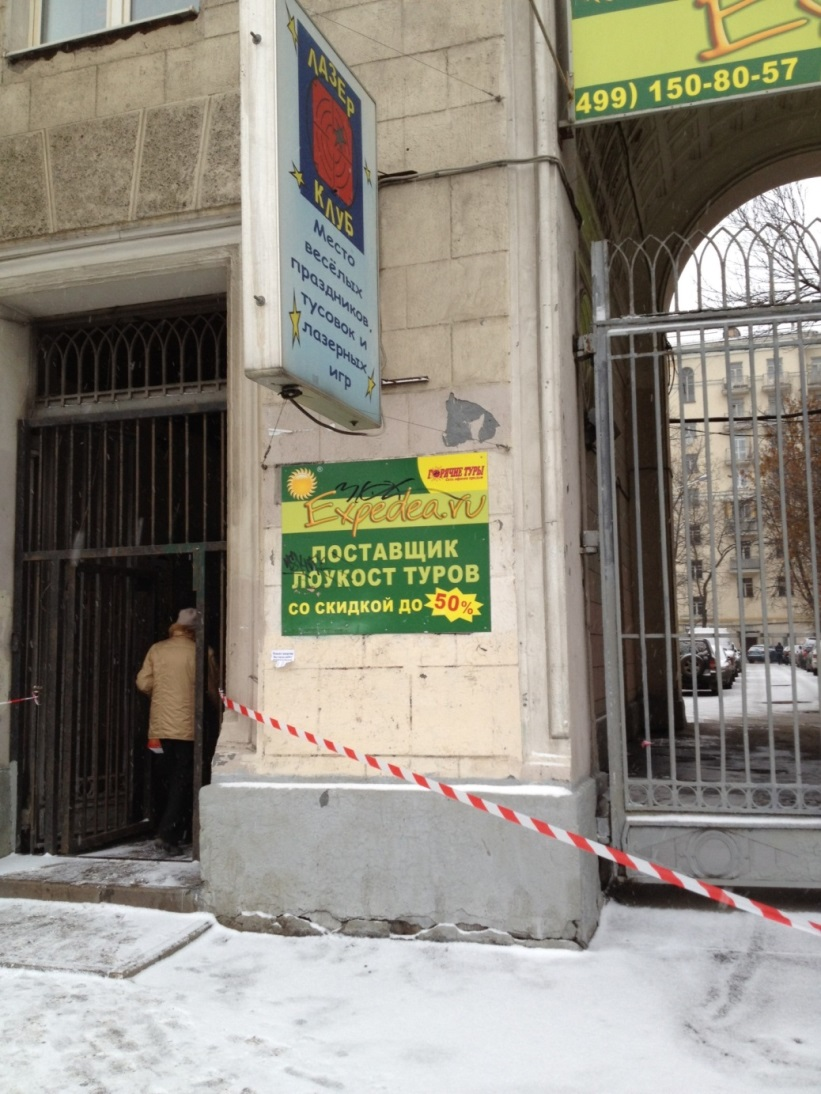 ЛАЗЕР
КЛУБ
Место
весёлых
праздников,
тусовок и
лазерных
игр
499) 150-80-57
ГОРЯЧИЕ ТУРЫ
Expedea.ru
ПОСТАВЩИК
ЛОУКОСТ ТУРОВ
СО СКИДКОЙ ДО 50%